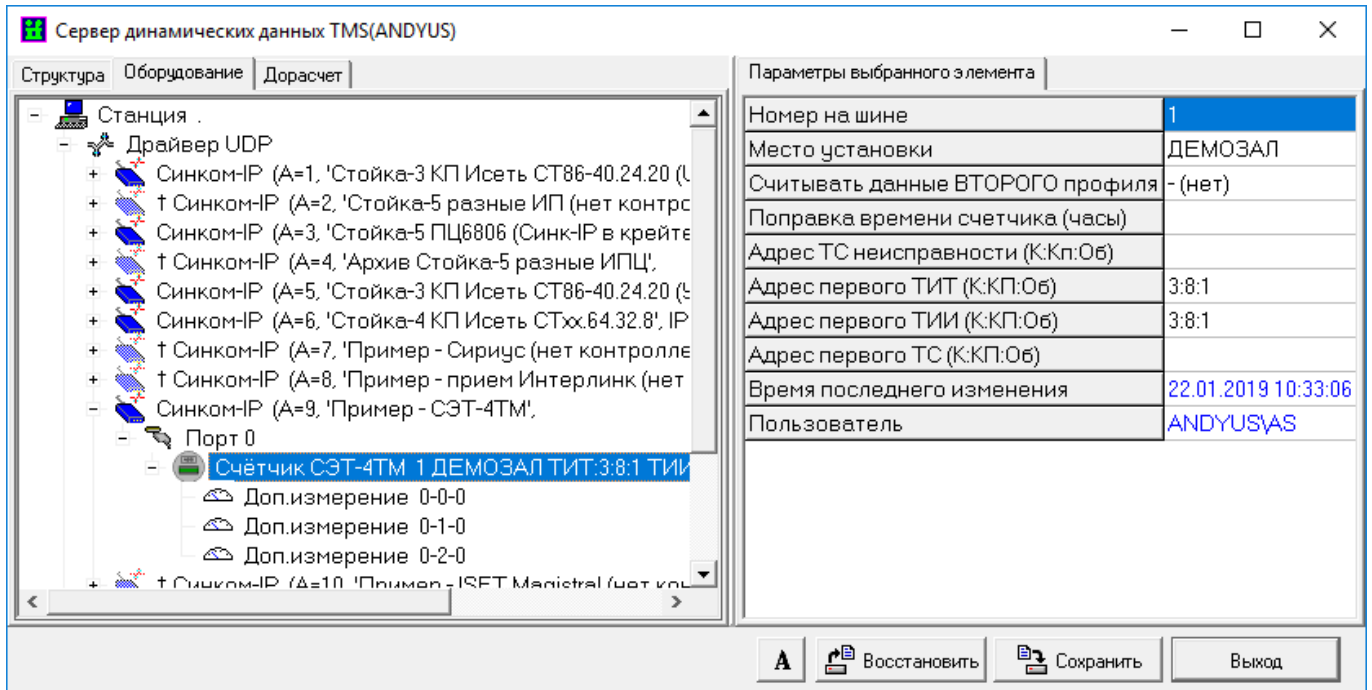 Сервер динамических данных TMS(ANDYUS)
Структура Оборудование Дорасчет
Станция .
Драйвер UDP
Синком-IP (A=1, 'Стойка-3 КП Исеть СТ86-40.24.20 (
† Синком-IP (A=2, 'Стойка-5 разные ИП (нет контро
Синком-IP (A=3, 'Стойка-5 ПЦ6806 (Синк-IP в крейте
† Синком-IP (A=4, 'Архив Стойка-5 разные ИПЦ',
Синком-IP (A=5, 'Стойка-3 КП Исеть СТ86-40.24.20 (
Синком-IP (A=6, 'Стойка-4 КП Исеть СТхх.64.32.8', IP
† Синком-IP (A=7, 'Пример - Сириус (нет контролле
† Синком-IP (A=8, 'Пример - прием Интерлинк (нет
Синком-IP (A=9, 'Пример - СЭТ-4ТМ',
Порт 0
Счётчик СЭТ-4ТМ 1 ДЕМОЗАЛ ТИТ:3:8:1 ТИИ
Доп.измерение 0-0-0
Доп.измерение 0-1-0
Доп.измерение 0-2-0
† Синком-IP (A=10, 'Пример - ISET Magistral (нет кон
Параметры выбранного элемента
Номер на шине 1
Место установки ДЕМОЗАЛ
Считывать данные ВТОРОГО профиля - (нет)
Поправка времени счетчика (часы)
Адрес ТС неисправности (К:Кп:Об)
Адрес первого ТИТ (К:КП:Об) 3:8:1
Адрес первого ТИИ (К:КП:Об) 3:8:1
Адрес первого ТС (К:КП:Об)
Время последнего изменения 22.01.2019 10:33:06
Пользователь ANDYUS\AS
A Восстановить Сохранить Выход